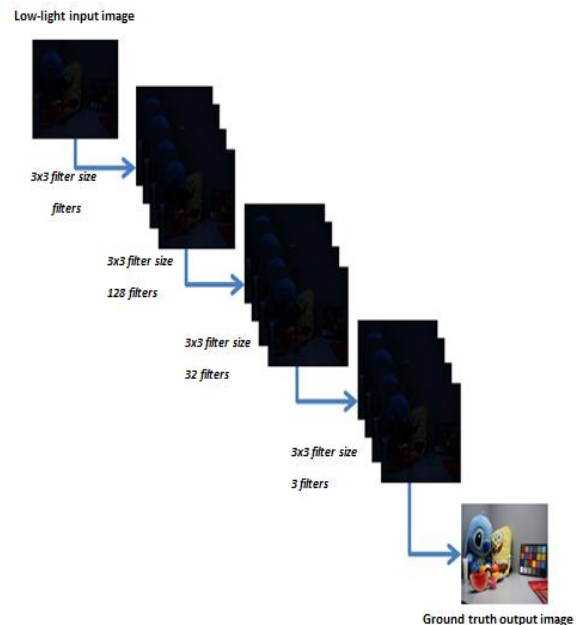 Low-light input image
3x3 filter size
filters
3x3 filter size
128 filters
3x3 filter size
32 filters
3x3 filter size
3 filters
Ground truth output image